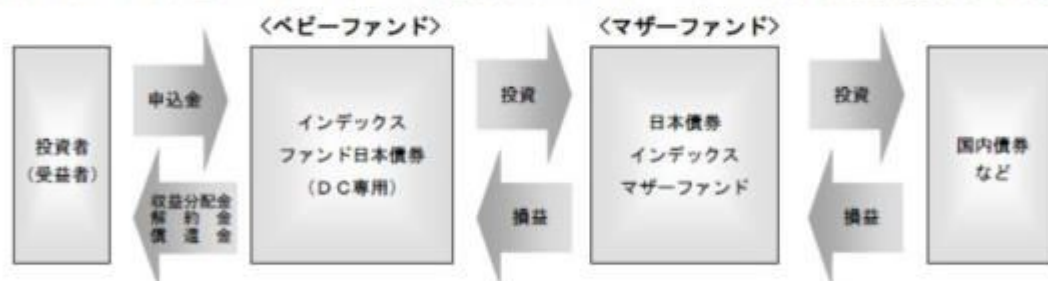 〈ベビーファンド〉
〈マザーファンド〉
投資者
(受益者)
申込金
収益分配金
解約金
償還金
インデックス
ファンド日本債券
(DC専用)
投資
損益
日本債券
インデックス
マザーファンド
投資
損益
国内債券
など